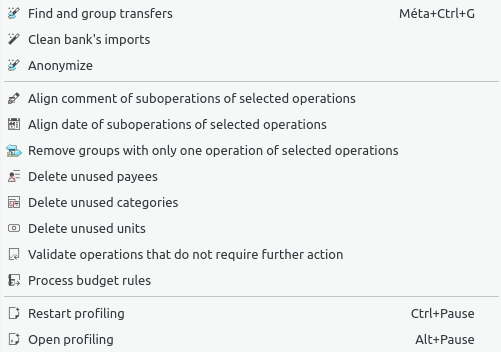 Find and group transfers Méta+Ctrl+G
Clean bank's imports
Anonymize
Align comment of suboperations of selected operations
Align date of suboperations of selected operations
Remove groups with only one operation of selected operations
Delete unused payees
Delete unused categories
Delete unused units
Validate operations that do not require further action
Process budget rules
Restart profiling Ctrl+Pause
Open profiling Alt+Pause